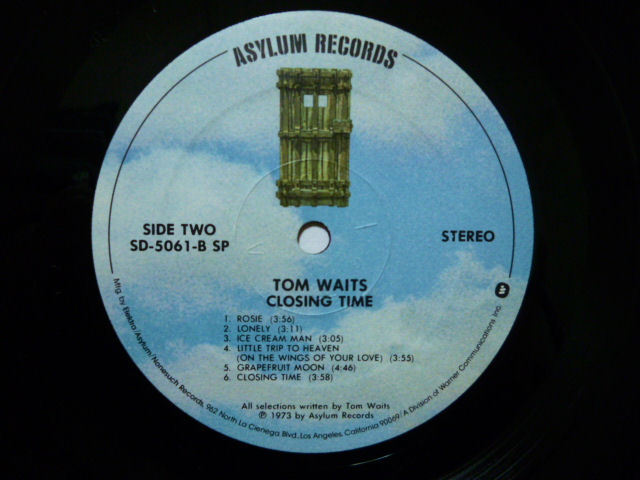 ASYLUM RECORDS
SIDE TWO
SD-5061-B SP
STEREO
TOM WAITS
CLOSING TIME
1. ROSIE (3:56)
2. LONELY (3:11)
3. ICE CREAM MAN (3:05)
4. LITTLE TRIP TO HEAVEN
(ON THE WINGS OF YOUR LOVE) (3:55)
5. GRAPEFRUIT MOON (4:46)
6. CLOSING TIME (3:58)
All selections written by Tom Waits
℗ 1973 by Asylum Records
Mfg. by Elektra/Asylum/Nonesuch Records, 962 North La Cienega Blvd., Los Angeles, California 90069/A Division of Warner Communications Inc.